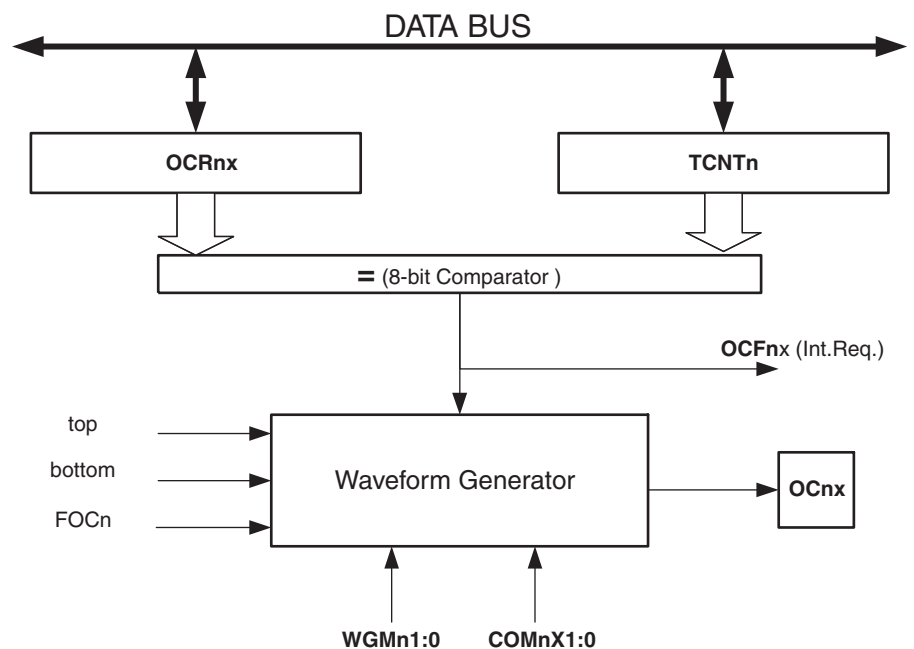 DATA BUS
OCRnx
TCNTn
= (8-bit Comparator )
OCFnx (Int.Req.)
top
bottom
FOCn
Waveform Generator
OCnx
WGMn1:0
COMnX1:0